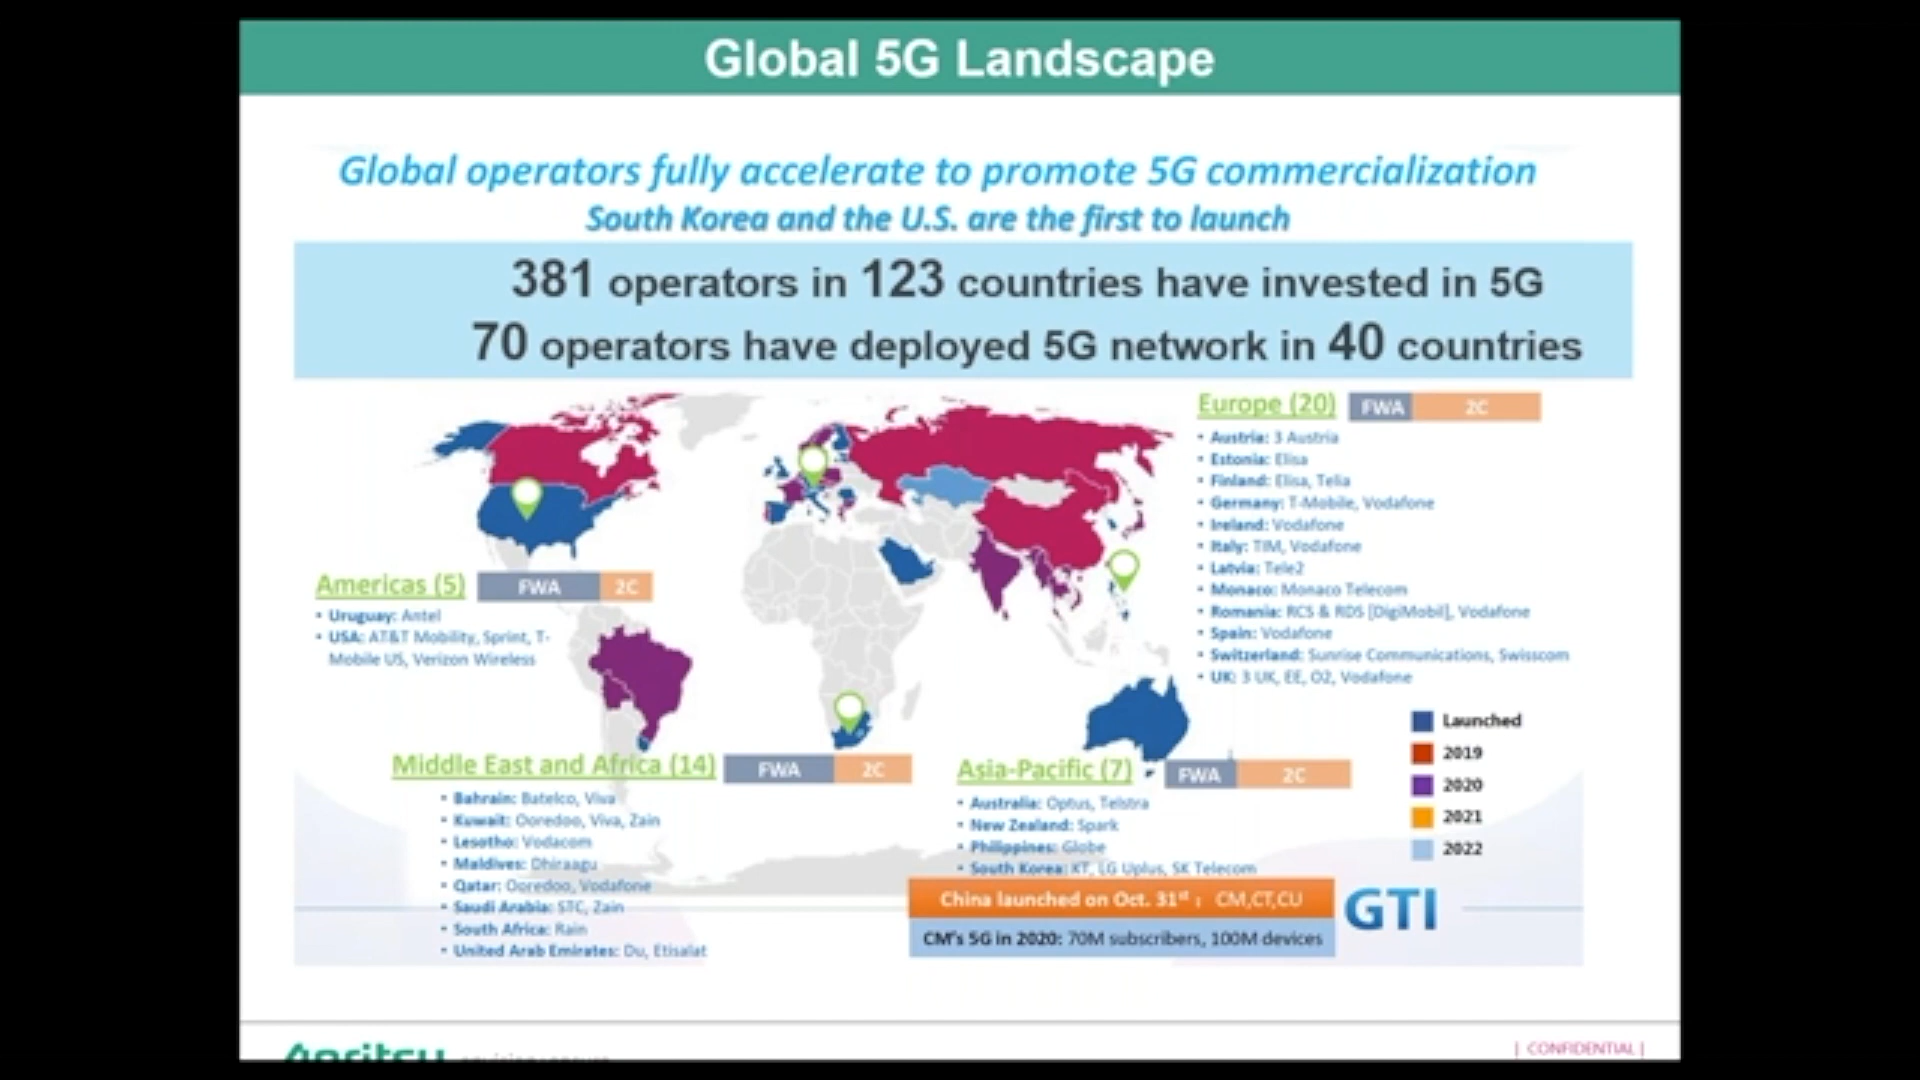 Global 5G Landscape
Global operators fully accelerate to promote 5G commercialization
South Korea and the U.S. are the first to launch
381 operators in 123 countries have invested in 5G
70 operators have deployed 5G network in 40 countries
Europe (20) FWA 2C
• Austria: 3 Austria
• Estonia: Elisa
• Finland: Elisa, Telia
• Germany: T-Mobile, Vodafone
• Ireland: Vodafone
• Italy: TIM, Vodafone
• Latvia: Tele2
• Monaco: Monaco Telecom
• Romania: RCS & RDS [DigiMobil], Vodafone
• Spain: Vodafone
• Switzerland: Sunrise Communications, Swisscom
• UK: 3 UK, EE, O2, Vodafone
Americas (5) FWA 2C
• Uruguay: Antel
• USA: AT&T Mobility, Sprint, T-
Mobile US, Verizon Wireless
Launched
2019
2020
2021
2022
Middle East and Africa (14) FWA 2C
• Bahrain: Batelco, Viva
• Kuwait: Ooredoo, Viva, Zain
• Lesotho: Vodacom
• Maldives: Dhiraagu
• Qatar: Ooredoo, Vodafone
• Saudi Arabia: STC, Zain
• South Africa: Rain
• United Arab Emirates: Du, Etisalat
Asia-Pacific (7) FWA 2C
• Australia: Optus, Telstra
• New Zealand: Spark
• Philippines: Globe
• South Korea: KT, LG Uplus, SK Telecom
China launched on Oct. 31st : CM,CT,CU
CM's 5G in 2020: 70M subscribers, 100M devices
GTI
Anritsu
| CONFIDENTIAL |